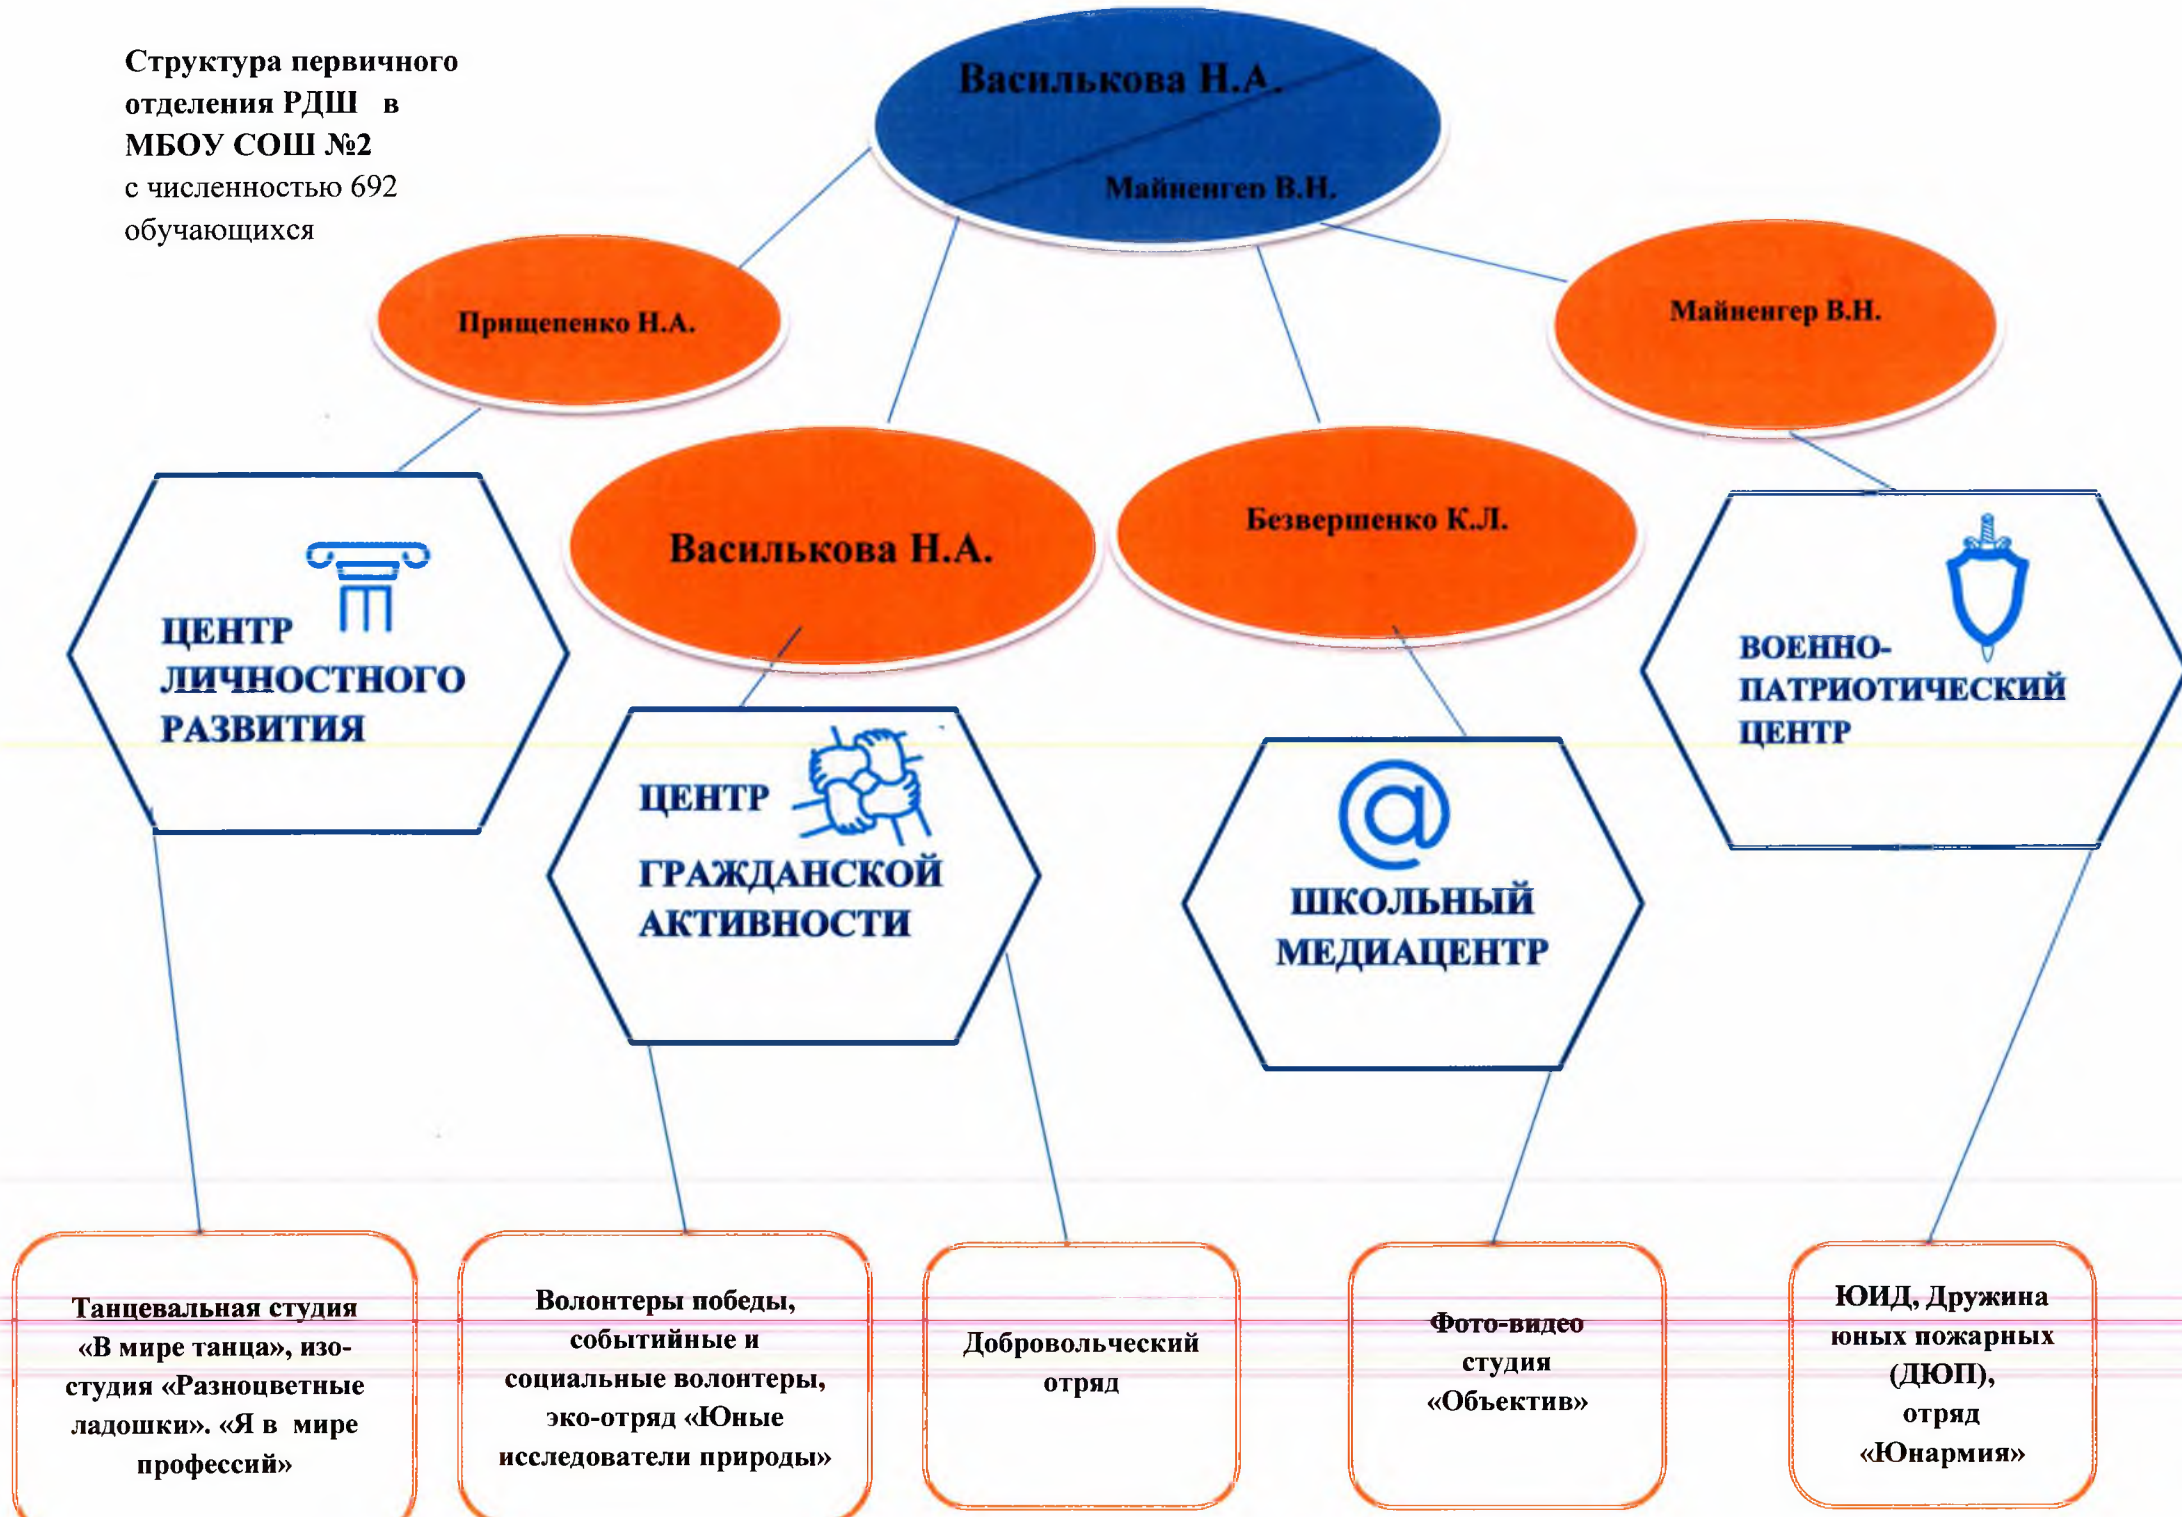 Структура первичного
отделения РДШ в
МБОУ СОШ №2
с численностью 692
обучающихся
Василькова Н.А.
Майненгер В.Н.
Прищепенко Н.А.
Майненгер В.Н.
Василькова Н.А.
Безвершенко К.Л.
ЦЕНТР
ЛИЧНОСТНОГО
РАЗВИТИЯ
ЦЕНТР
ГРАЖДАНСКОЙ
АКТИВНОСТИ
@
ШКОЛЬНЫЙ
МЕДИАЦЕНТР
ВОЕННО-
ПАТРИОТИЧЕСКИЙ
ЦЕНТР
Танцевальная студия
«В мире танца», изо-
студия «Разноцветные
ладошки». «Я в мире
профессий»
Волонтеры победы,
событийные и
социальные волонтеры,
эко-отряд «Юные
исследователи природы»
Добровольческий
отряд
Фото-видео
студия
«Объектив»
ЮИД, Дружина
юных пожарных
(ДЮП),
отряд
«Юнармия»